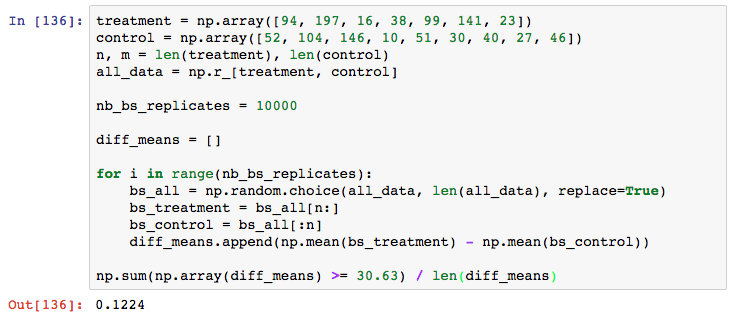 In [136]: treatment = np.array([94, 197, 16, 38, 99, 141, 23])
control = np.array([52, 104, 146, 10, 51, 30, 40, 27, 46])
n, m = len(treatment), len(control)
all_data = np.r_[treatment, control]
nb_bs_replicates = 10000
diff_means = []
for i in range(nb_bs_replicates):
    bs_all = np.random.choice(all_data, len(all_data), replace=True)
    bs_treatment = bs_all[n:]
    bs_control = bs_all[:n]
    diff_means.append(np.mean(bs_treatment) - np.mean(bs_control))
np.sum(np.array(diff_means) >= 30.63) / len(diff_means)
Out[136]: 0.1224